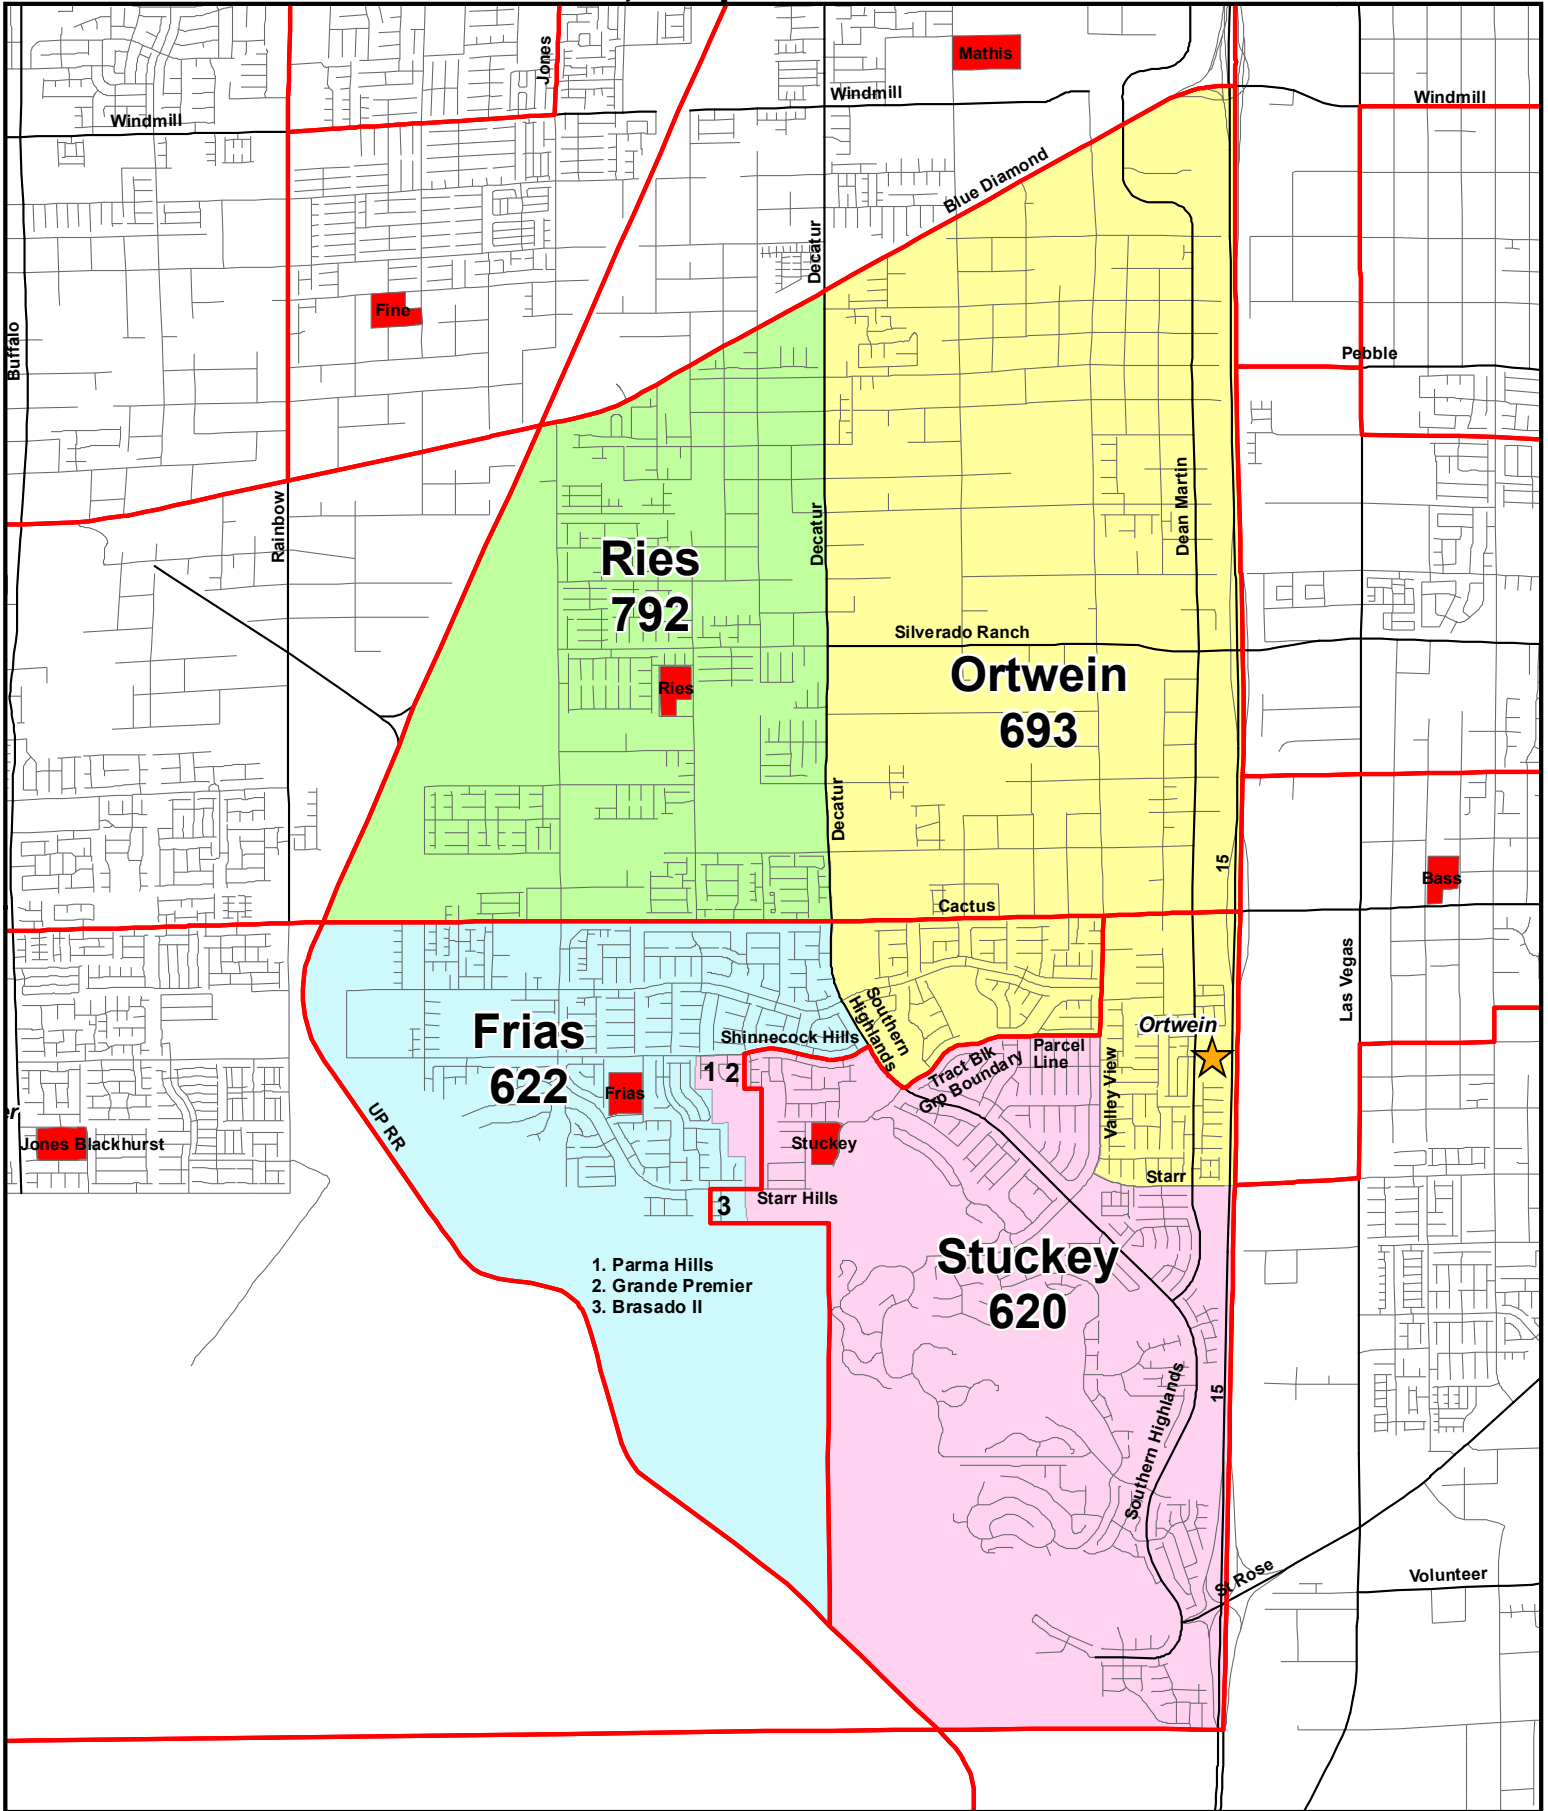 Jones
Mathis
Windmill
Windmill
Windmill
Blue Diamond
Decatur
Fine
Buffalo
Pebble
Rainbow
Decatur
Dean Martin
Ries
792
Silverado Ranch
Ortwein
693
Ries
Decatur
15
Bass
Cactus
Las Vegas
Southern
Highlands
Frias
622
Shinnecock Hills
Ortwein
Parcel
Line
Tract Blk
Grp Boundary
Valley View
1 2
Frias
UP RR
er
Jones Blackhurst
Stuckey
Starr
Starr Hills
3
Stuckey
620
1. Parma Hills
2. Grande Premier
3. Brasado II
Southern Highlands
15
St Rose
Volunteer